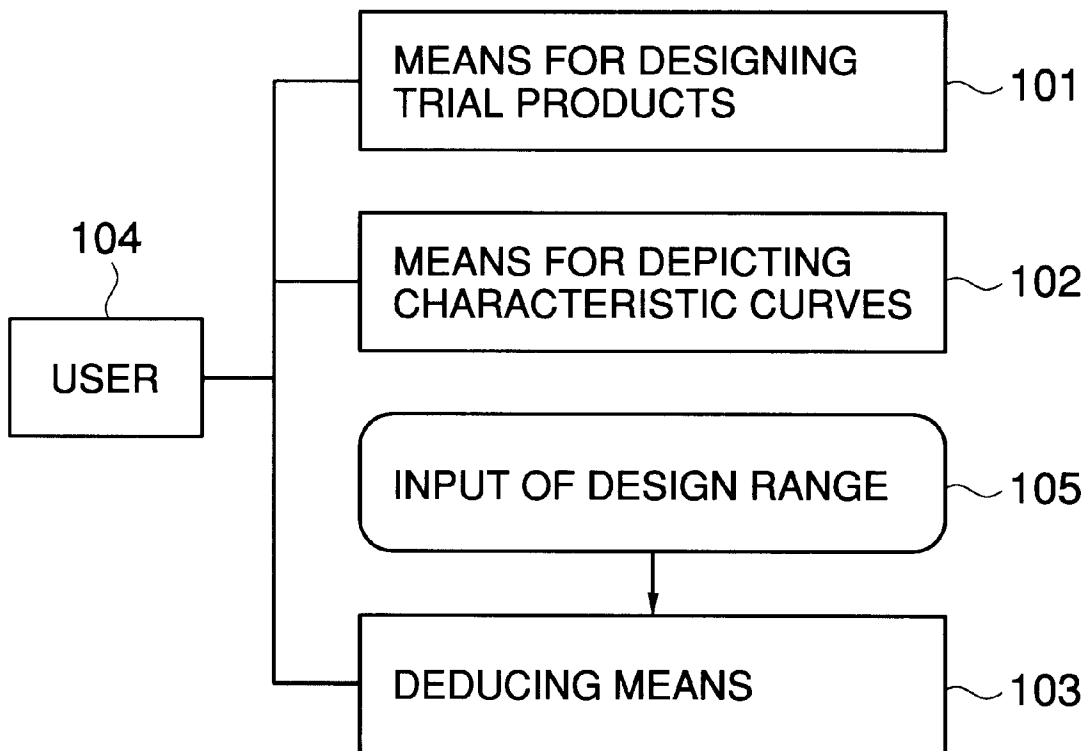 MEANS FOR DESIGNING
TRIAL PRODUCTS
101
104
MEANS FOR DEPICTING
CHARACTERISTIC CURVES
102
USER
INPUT OF DESIGN RANGE
105
DEDUCING MEANS
103